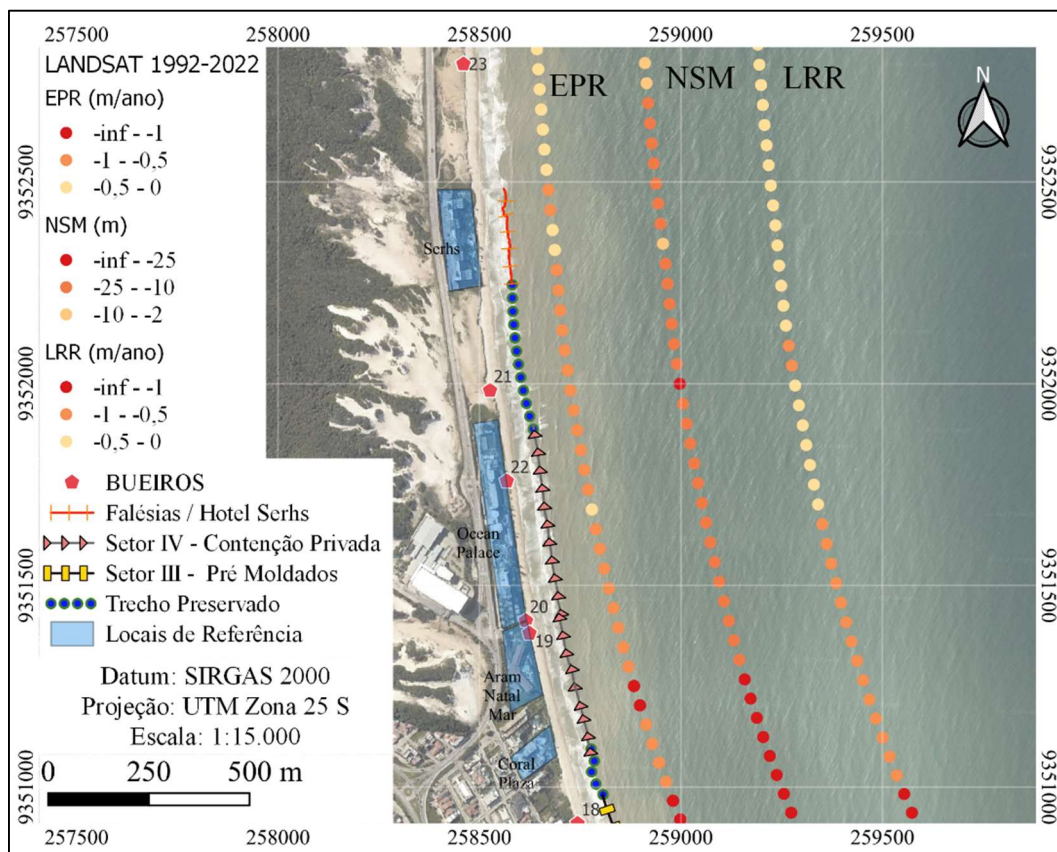 257500 258000 258500 259000 259500
LANDSAT 1992-2022
EPR (m/ano)
-inf - -1
-1 - -0,5
-0,5 - 0
NSM (m)
-inf - -25
-25 - -10
-10 - -2
LRR (m/ano)
-inf - -1
-1 - -0,5
-0,5 - 0
BUEIROS
Falésias / Hotel Serhs
Setor IV - Contenção Privada
Setor III - Pré Moldados
Trecho Preservado
Locais de Referência
Datum: SIRGAS 2000
Projeção: UTM Zona 25 S
Escala: 1:15.000
0 250 500 m
EPR NSM LRR
N
23
Serhs
21
22
Ocean
Palace
20
19
Aram
Natal
Mar
Coral
Plaza
18
9352500
9352000
9351500
9351000
9352500
9352000
9351500
9351000
257500 258000 258500 259000 259500